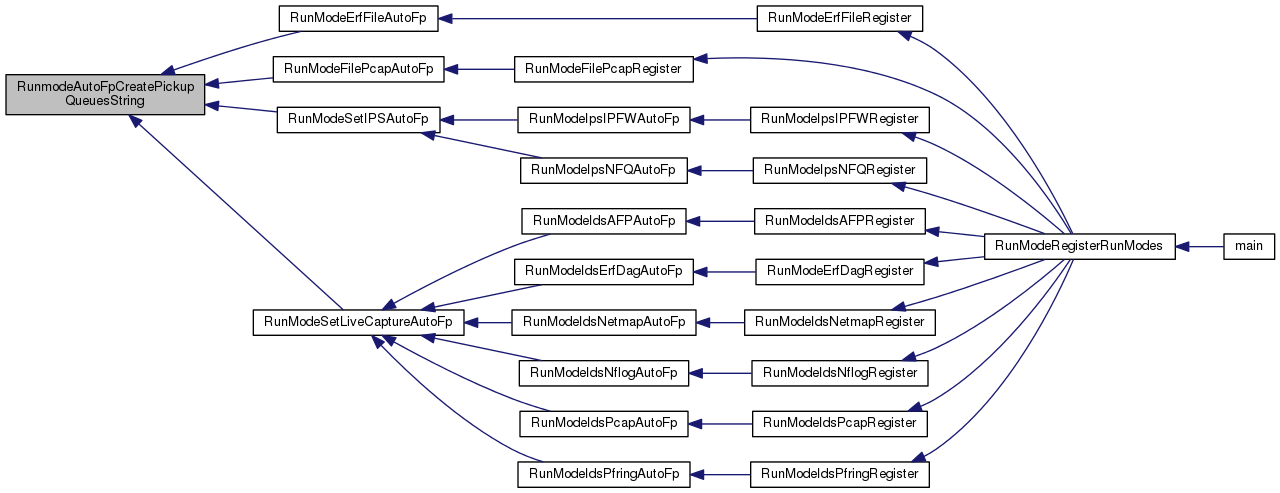 RunModeErfFileAutoFp
RunModeErfFileRegister
RunModeFilePcapAutoFp
RunModeFilePcapRegister
RunmodeAutoFpCreatePickup
QueuesString
RunModeSetIPSAutoFp
RunModeIpsIPFWAutoFp
RunModeIpsIPFWRegister
RunModeIpsNFQAutoFp
RunModeIpsNFQRegister
RunModeIdsAFPAutoFp
RunModeIdsAFPRegister
RunModeRegisterRunModes
main
RunModeIdsErfDagAutoFp
RunModeErfDagRegister
RunModeSetLiveCaptureAutoFp
RunModeIdsNetmapAutoFp
RunModeIdsNetmapRegister
RunModeIdsNflogAutoFp
RunModeIdsNflogRegister
RunModeIdsPcapAutoFp
RunModeIdsPcapRegister
RunModeIdsPfringAutoFp
RunModeIdsPfringRegister